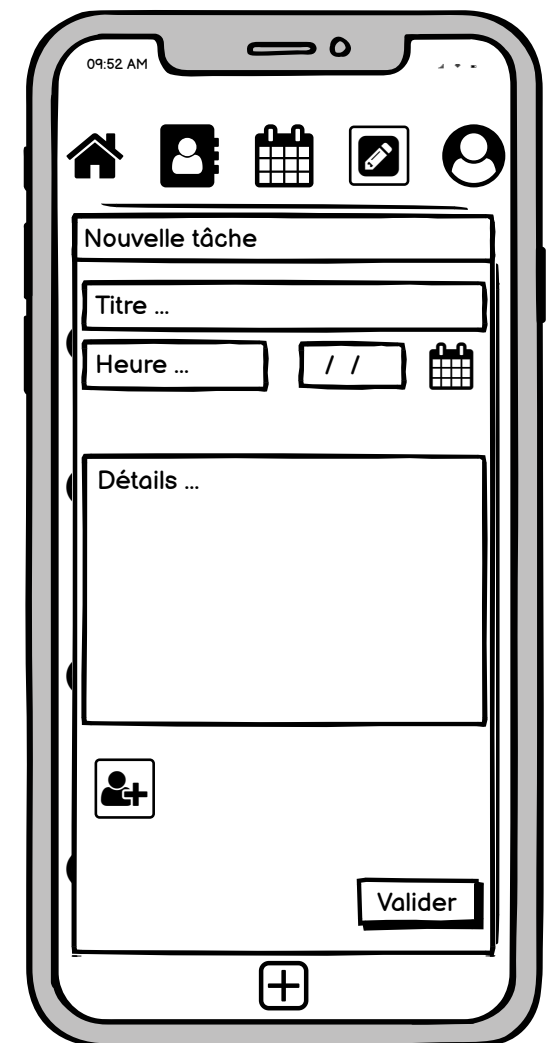 09:52 AM
Nouvelle tâche
Titre ...
Heure ...
/ /
Détails ...
Valider